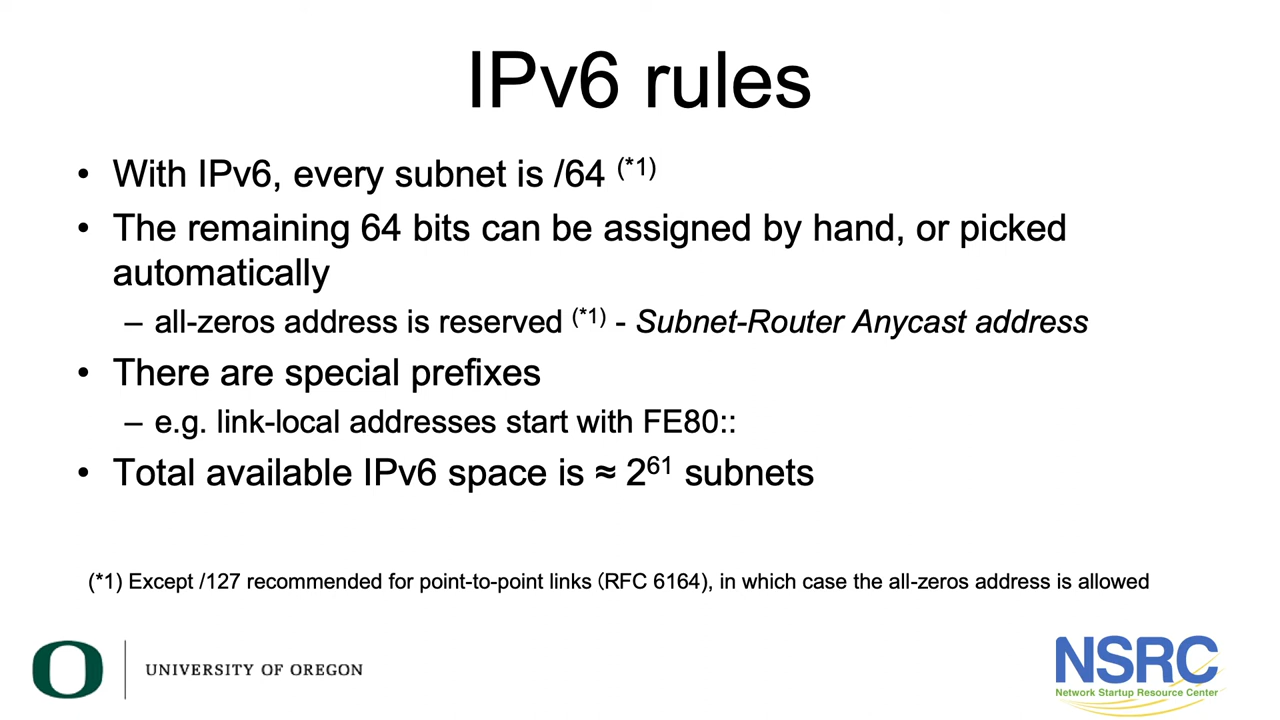 IPv6 rules
• With IPv6, every subnet is /64 (*1)
• The remaining 64 bits can be assigned by hand, or picked
automatically
– all-zeros address is reserved (*1) - Subnet-Router Anycast address
• There are special prefixes
– e.g. link-local addresses start with FE80::
• Total available IPv6 space is ≈ 2^61 subnets
(*1) Except /127 recommended for point-to-point links (RFC 6164), in which case the all-zeros address is allowed
O UNIVERSITY OF OREGON
NSRC
Network Startup Resource Center